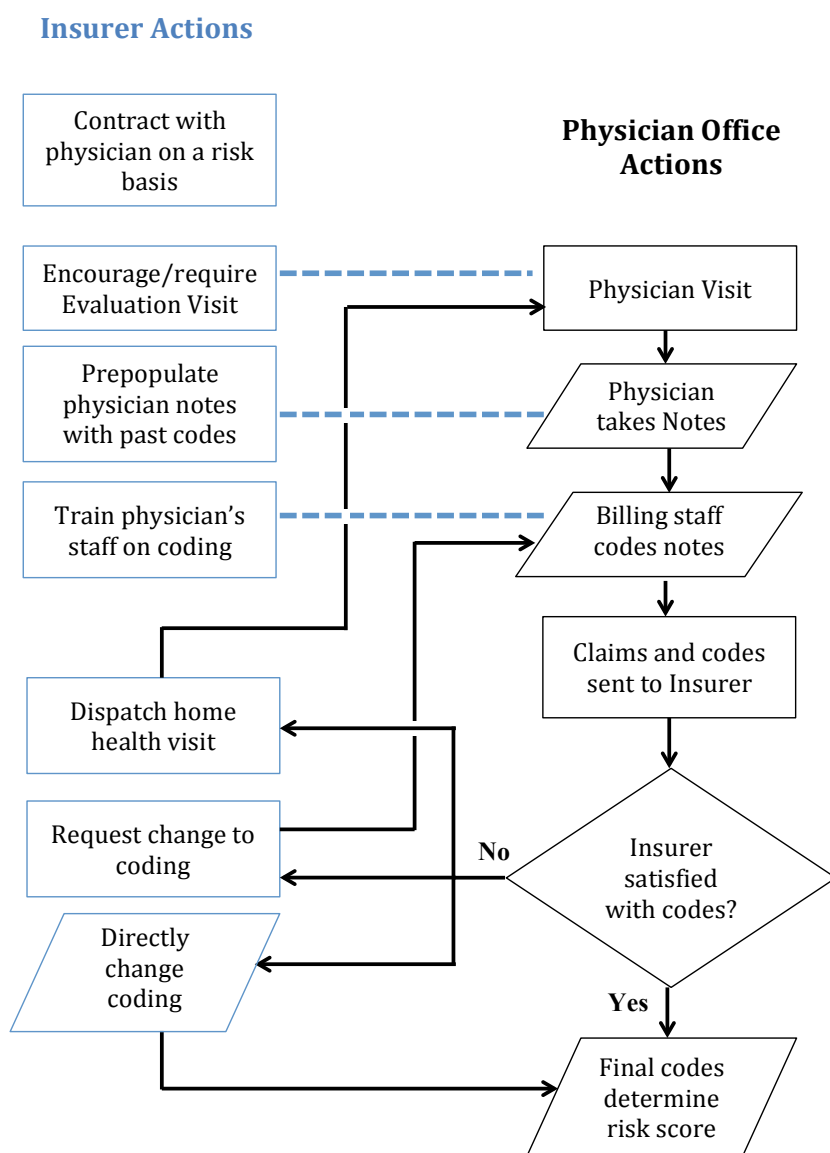 Insurer Actions
Contract with
physician on a risk
basis
Physician Office
Actions
Encourage/require
Evaluation Visit
Physician Visit
Prepopulate
physician notes
with past codes
Physician
takes Notes
Train physician’s
staff on coding
Billing staff
codes notes
Claims and codes
sent to Insurer
Dispatch home
health visit
Request change to
coding
No
Insurer
satisfied
with codes?
Directly
change
coding
Yes
Final codes
determine
risk score